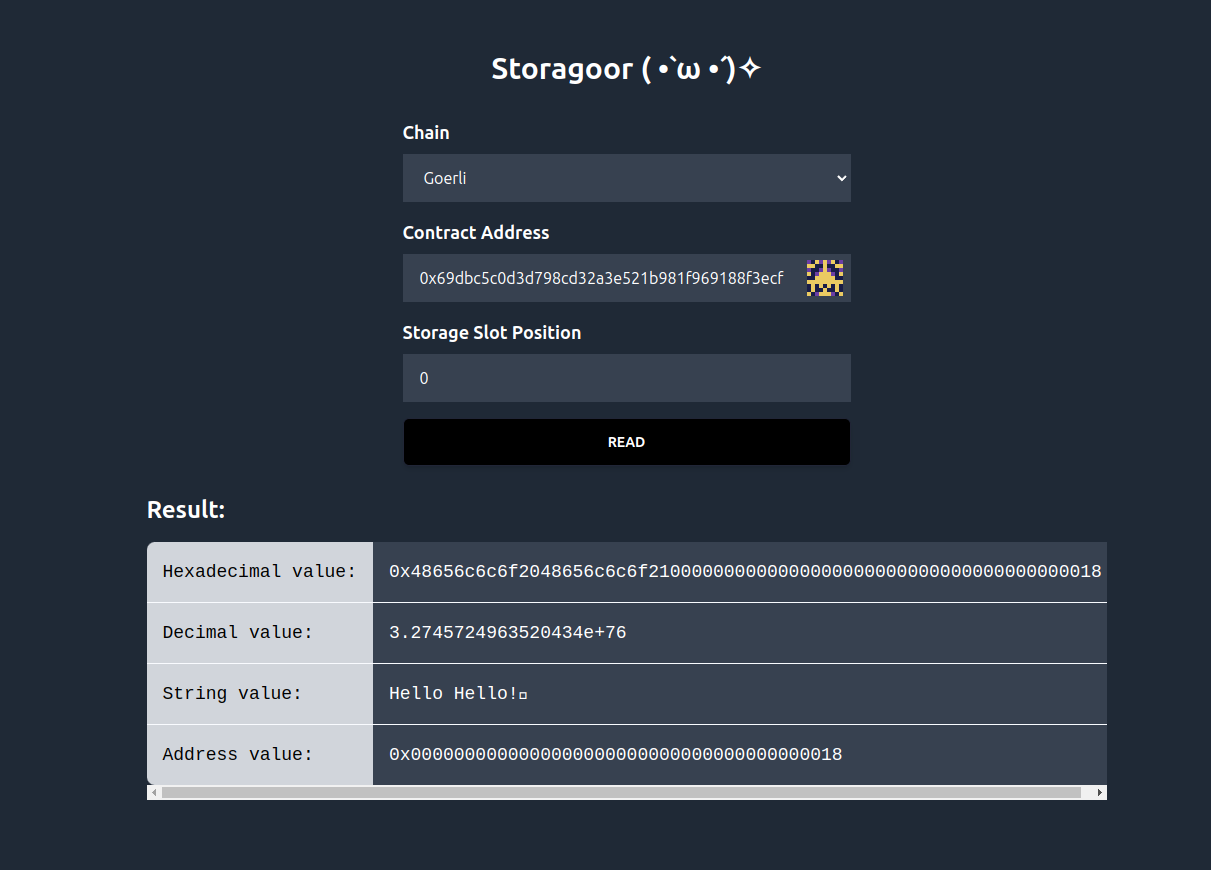 Storagoor ( •̀ ω •́ )✧
Chain
Goerli
Contract Address
0x69dbc5c0d3d798cd32a3e521b981f969188f3ecf
Storage Slot Position
0
READ
Result:
Hexadecimal value: 0x48656c6c6f2048656c6c6f210000000000000000000000000000000000000018
Decimal value: 3.2745724963520434e+76
String value: Hello Hello!
Address value: 0x0000000000000000000000000000000000000018